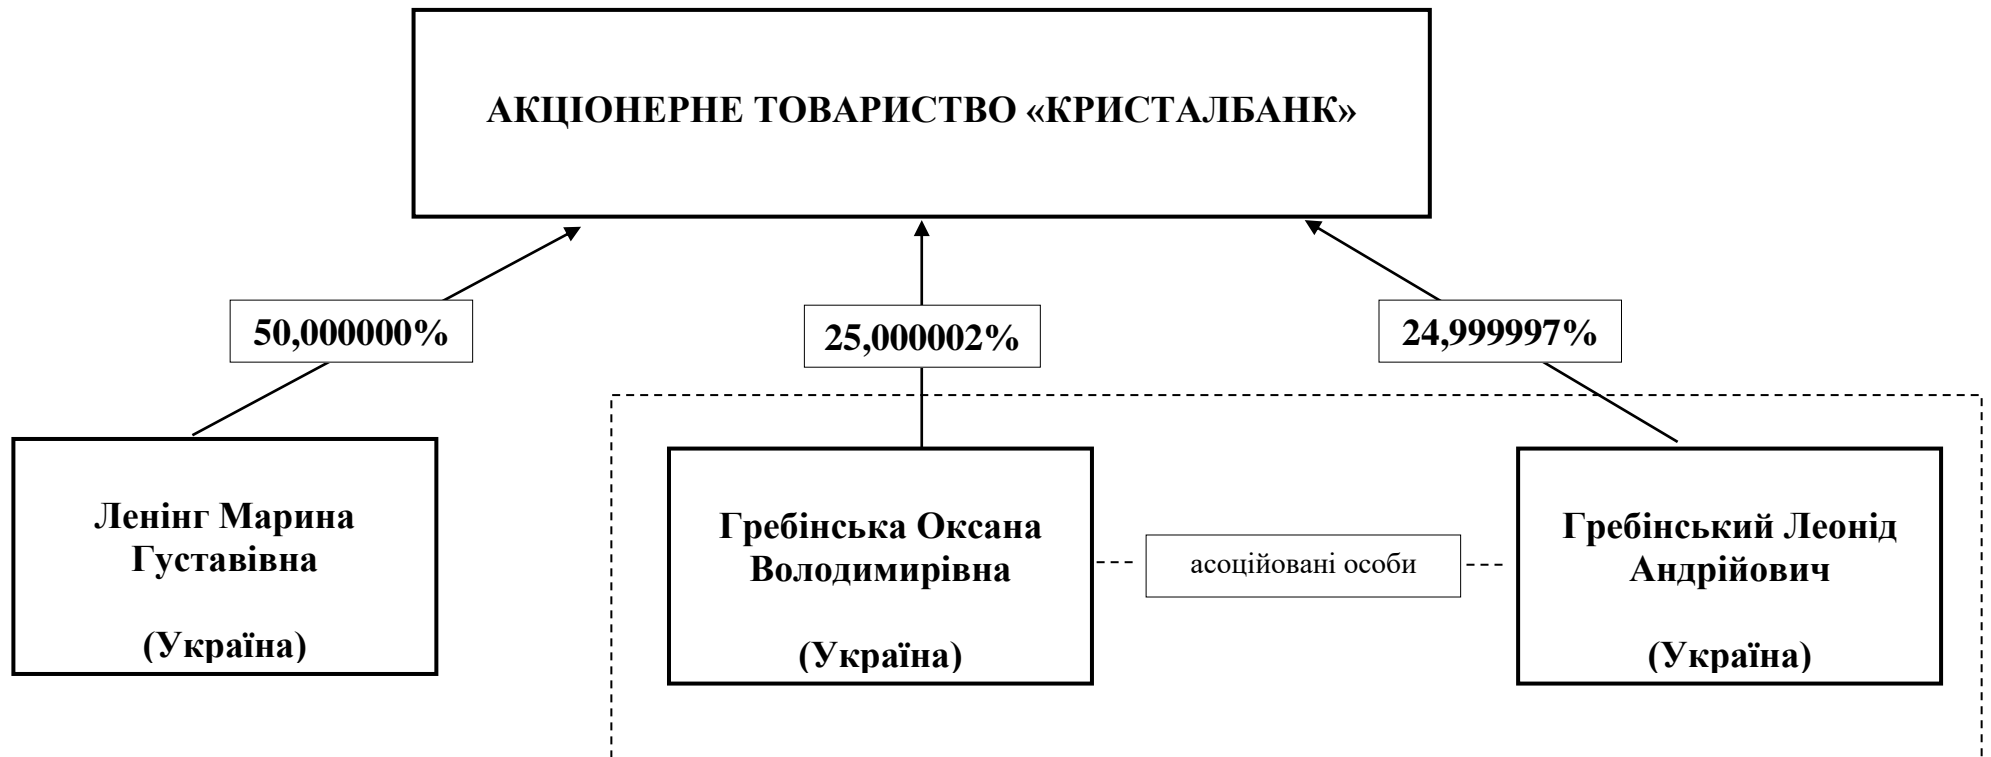 АКЦІОНЕРНЕ ТОВАРИСТВО «КРИСТАЛБАНК»
50,000000%
25,000002%
24,999997%
Ленінг Марина
Густавівна
(Україна)
Гребінська Оксана
Володимирівна
(Україна)
асоційовані особи
Гребінський Леонід
Андрійович
(Україна)